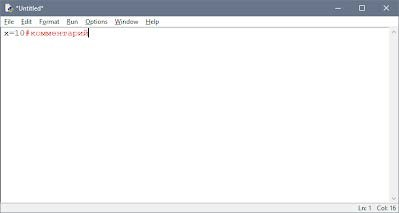 *Untitled*
File Edit Format Run Options Window Help
x=10#комментарий
Ln: 1 Col: 16